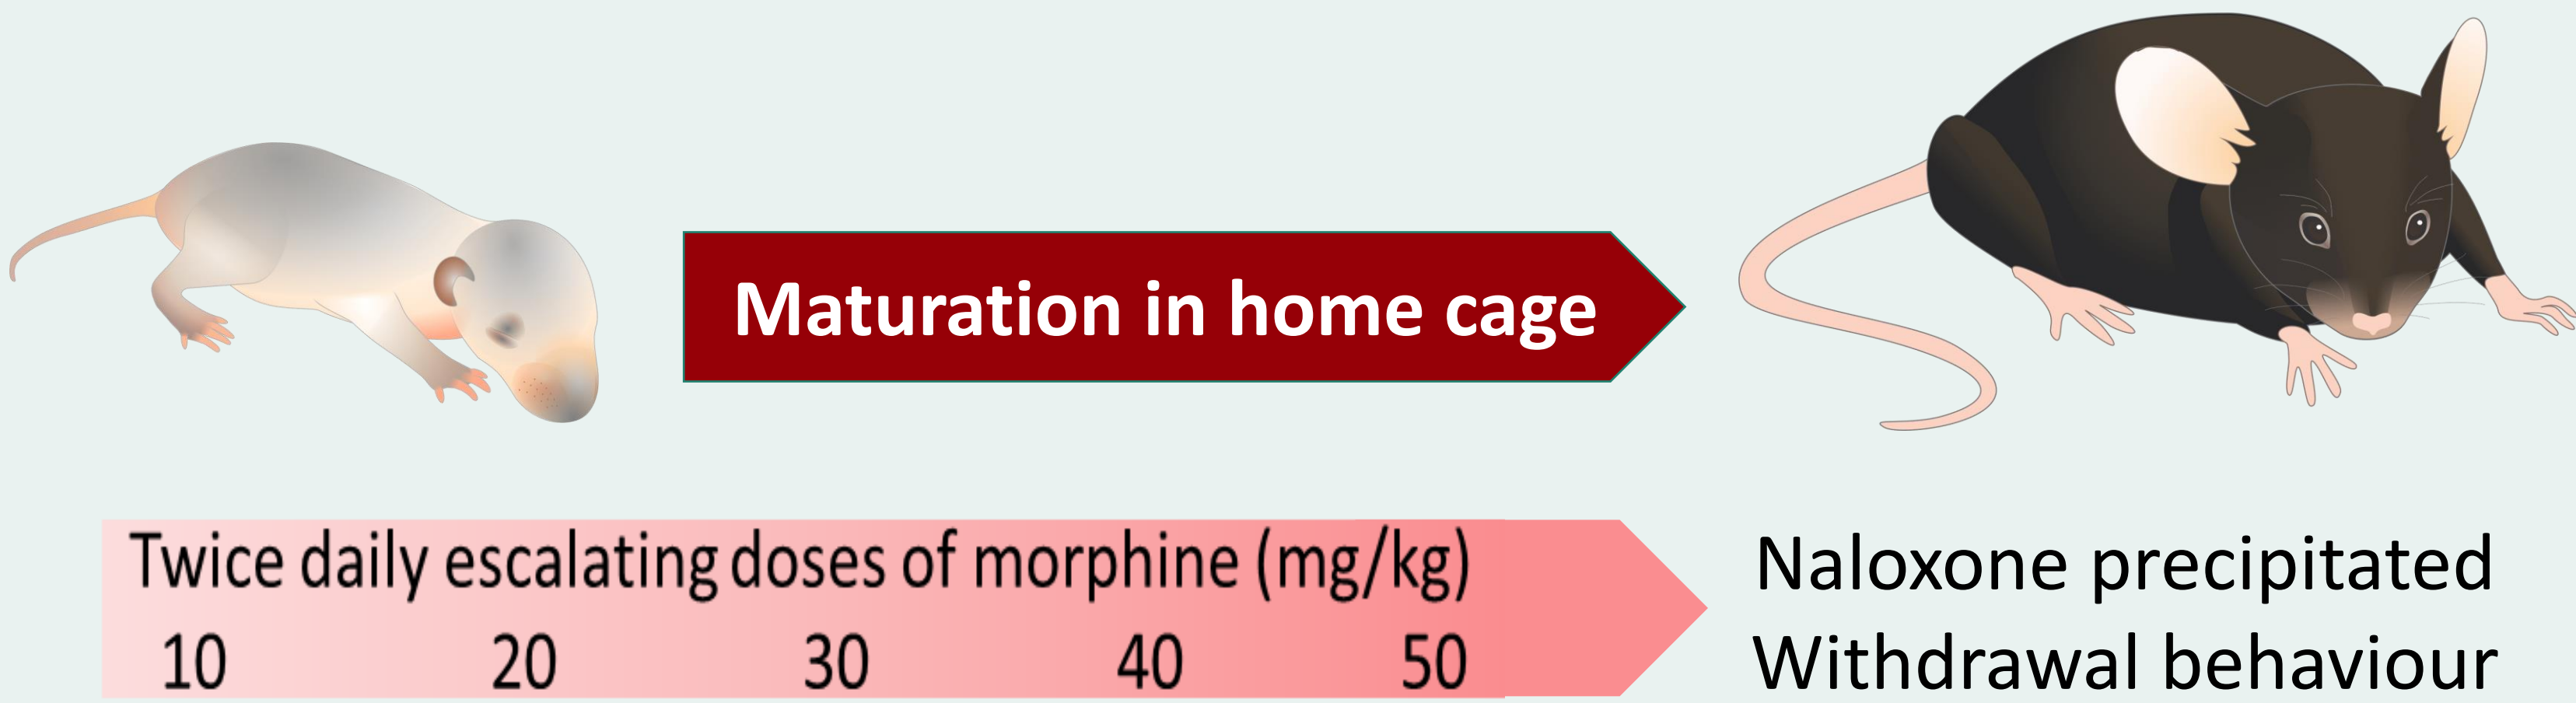 Maturation in home cage
Twice daily escalating doses of morphine (mg/kg)
10 20 30 40 50
Naloxone precipitated
Withdrawal behaviour